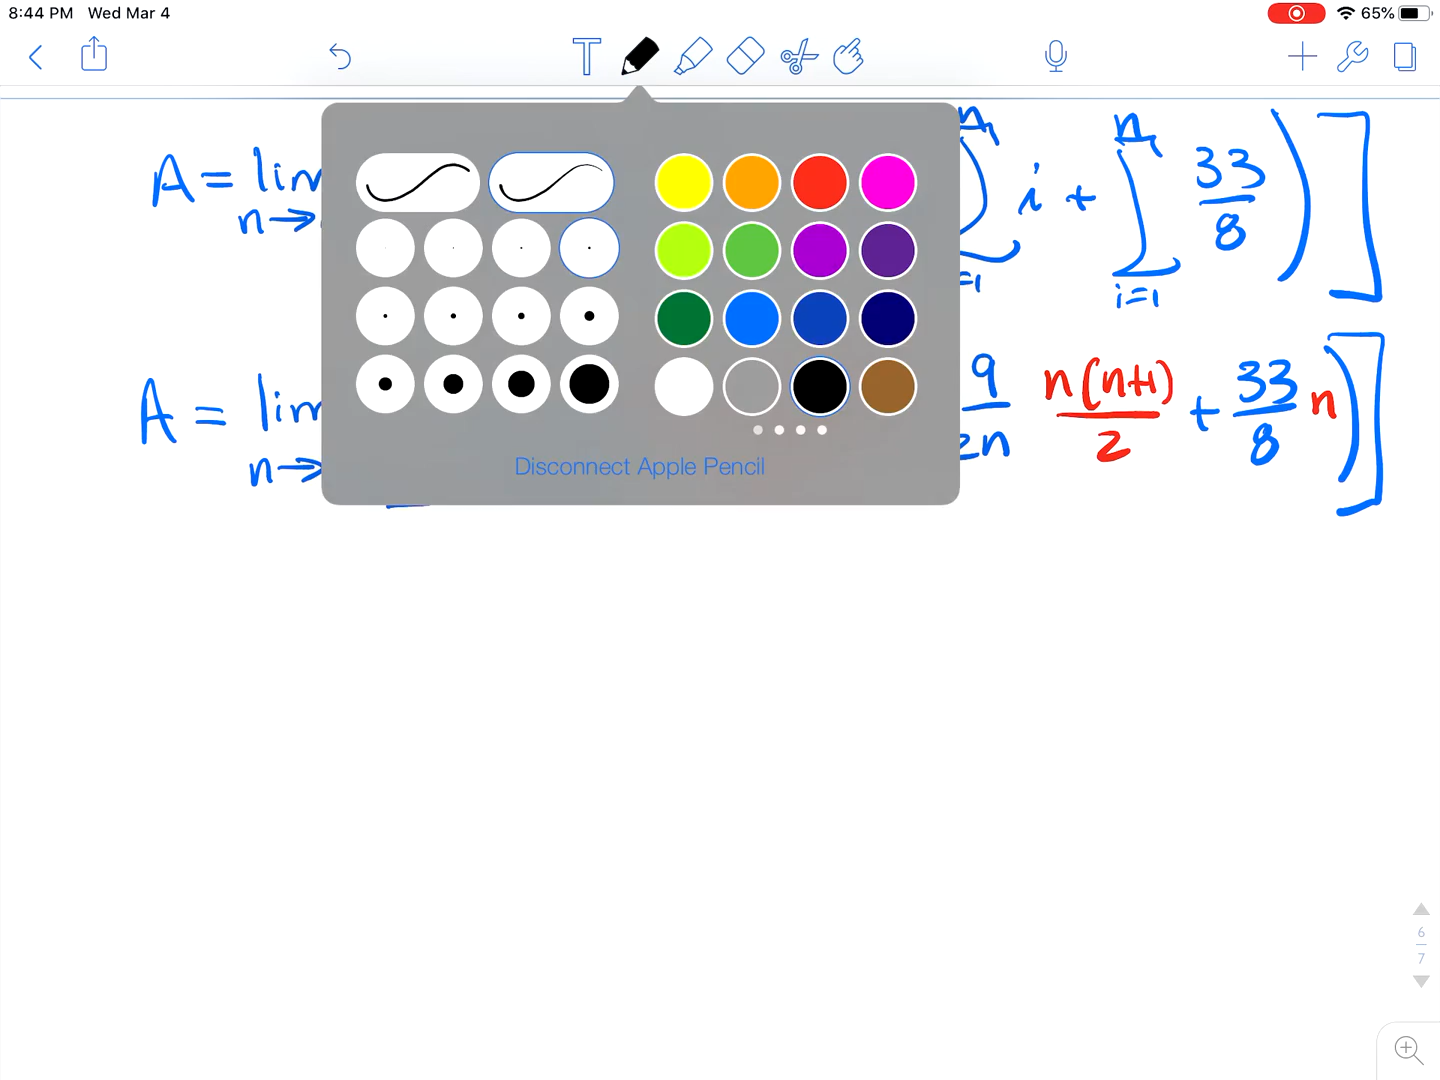 8:44 PM Wed Mar 4
65%
T
A = lim
n→
n
i=1
i + n
∑
i=1
33/8 ) ]
A = lim
n→
9/2n n(n+1)/2 + 33/8 n ) ]
Disconnect Apple Pencil
6
7